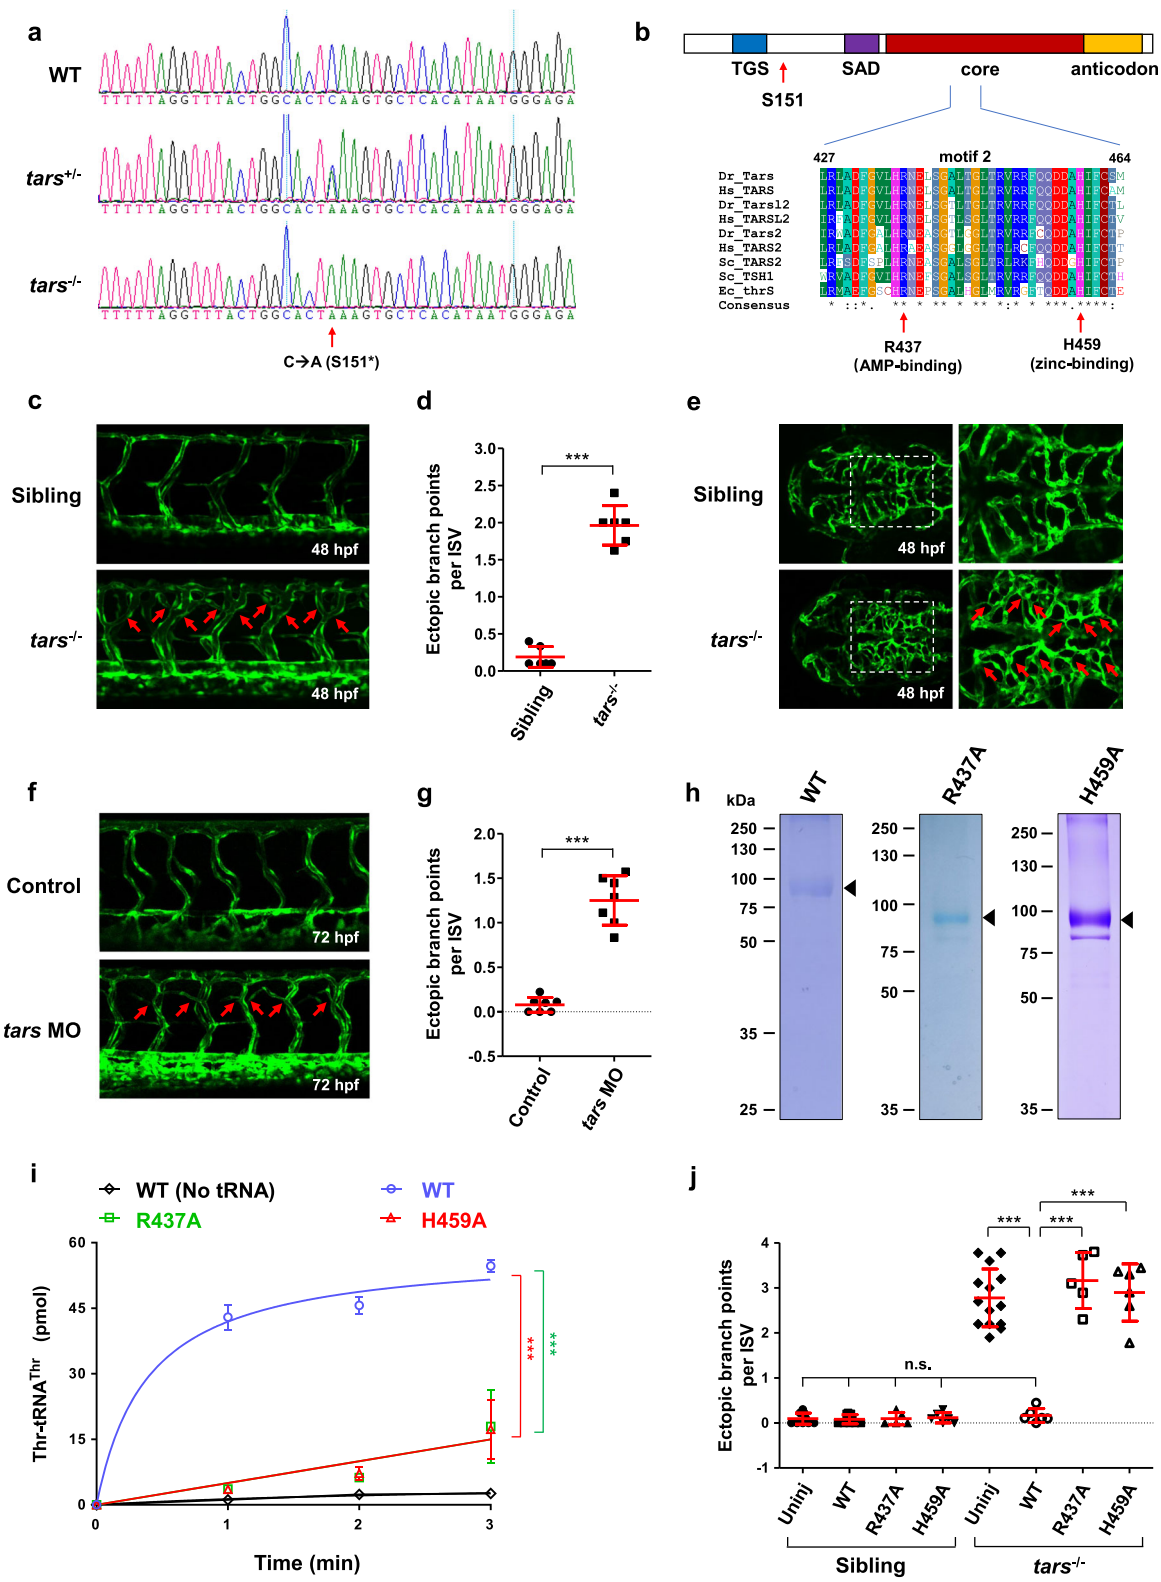 a
WT
TTTTTAGGTTTACTGGCACTCAAGTGCTCACATAATGGGAGA
tars+/-
TTTTTAGGTTTACTGGCACTCAAGTGCTCACATAATGGGAGA
tars-/-
TTTTTAGGTTTACTGGCACTAAAGTGCTCACATAATGGGAGA
C→A (S151*)
b
TGS
SAD
core
anticodon
S151
427
motif 2
464
Dr_Tars
Hs_TARS
Dr_Tarsl2
Hs_TARSL2
Dr_Tars2
Hs_TARS2
Sc_TARS2
Sc_TSH1
Ec_thrS
Consensus
R437
(AMP-binding)
H459
(zinc-binding)
c
Sibling
48 hpf
tars-/-
48 hpf
d
Ectopic branch points
per ISV
3.0
2.5
2.0
1.5
1.0
0.5
0.0
***
Sibling
tars-/-
e
Sibling
48 hpf
tars-/-
48 hpf
f
Control
72 hpf
tars MO
72 hpf
g
Ectopic branch points
per ISV
2.0
1.5
1.0
0.5
0.0
-0.5
***
Control
tars MO
h
kDa
WT
R437A
H459A
250
130
100
75
50
35
25
250
130
100
50
35
250
130
100
75
50
35
i
WT (No tRNA)
WT
R437A
H459A
Thr-tRNAThr (pmol)
60
45
30
15
0
0
1
2
3
Time (min)
***
***
j
Ectopic branch points
per ISV
4
3
2
1
0
-1
***
***
***
n.s.
Uninj
WT
R437A
H459A
Uninj
WT
R437A
H459A
Sibling
tars-/-